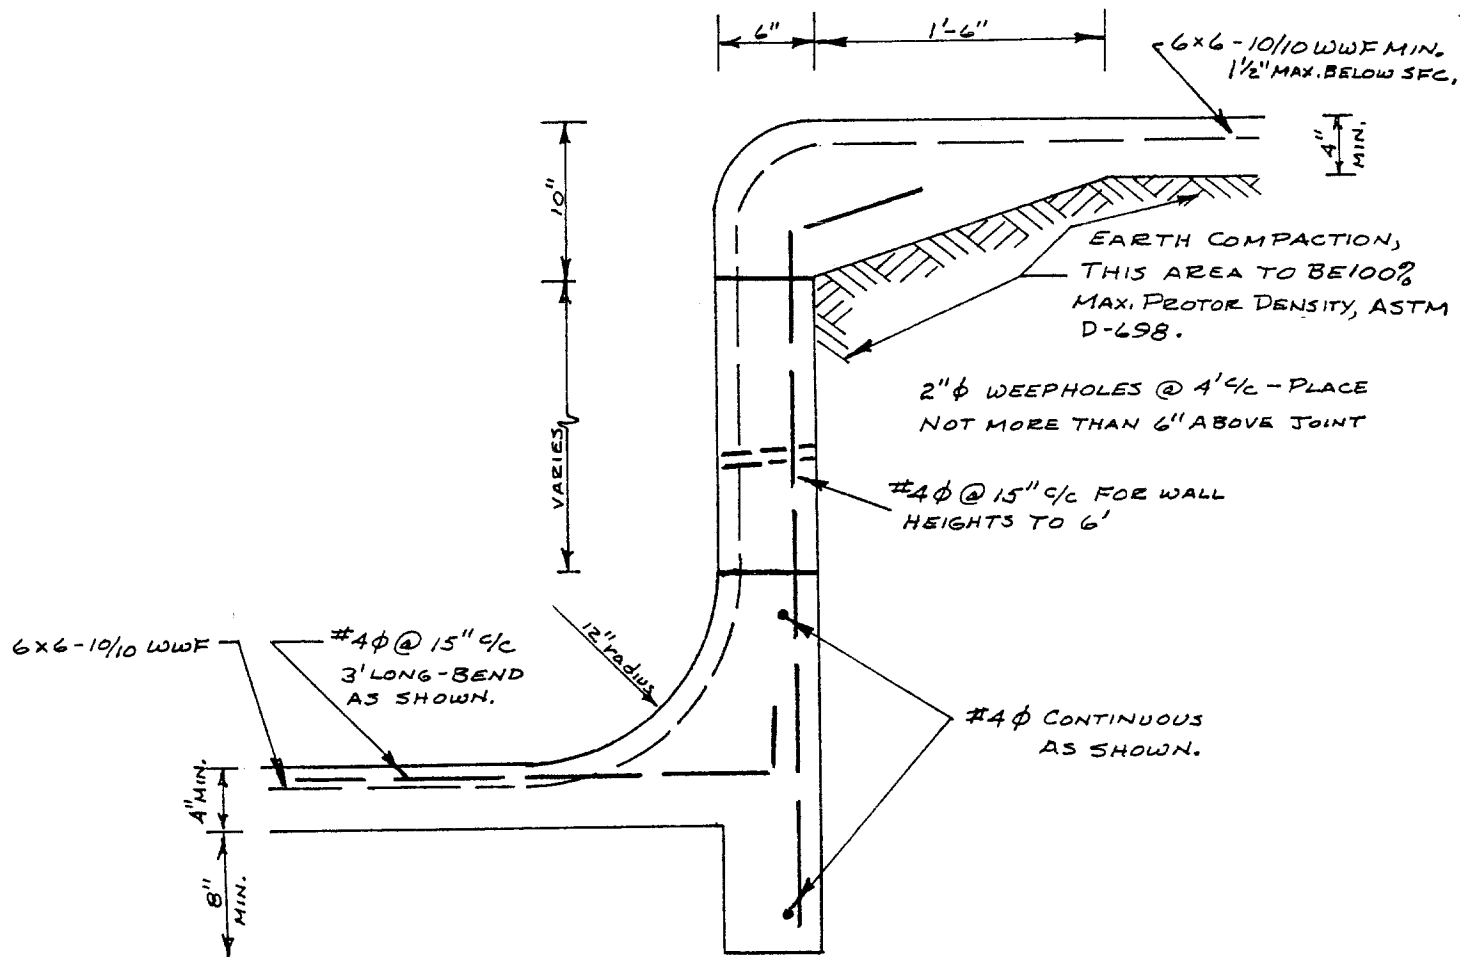 6"
1'-6"
6×6-10/10 WWF MIN.
1½" MAX. BELOW SFC.
4"
MIN.
10"
EARTH COMPACTION,
THIS AREA TO BE 100%
MAX. PROTOR DENSITY, ASTM
D-698.
2"φ WEEPHOLES @ 4' c/c - PLACE
NOT MORE THAN 6" ABOVE JOINT
VARIES
#4φ @ 15" c/c FOR WALL
HEIGHTS TO 6'
12" radius
6×6-10/10 WWF
#4φ @ 15" c/c
3' LONG-BEND
AS SHOWN.
#4φ CONTINUOUS
AS SHOWN.
4" MIN.
8"
MIN.